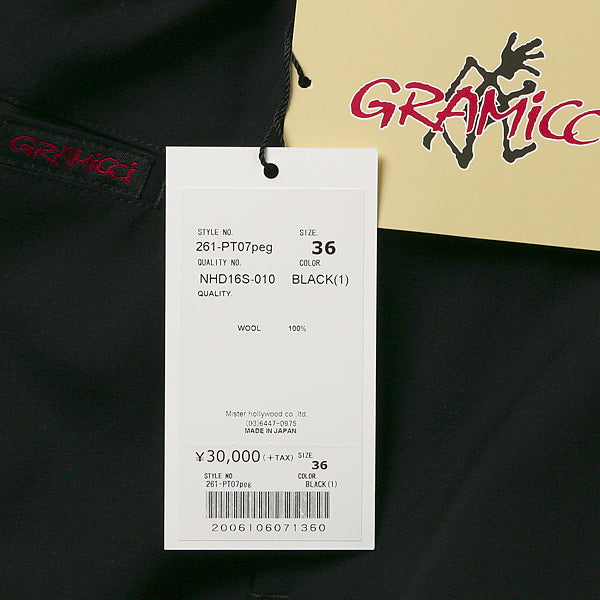 GRAMICCI
GRAMICC
STYLE NO. SIZE.
261-PT07peg 36
QUALITY NO. COLOR.
NHD16S-010 BLACK(1)
QUALITY.
WOOL 100%
Mister hollywood co.,ltd.
(03)6447-0975
MADE IN JAPAN
¥30,000(+TAX) SIZE.
36
STYLE NO. COLOR.
261-PT07peg BLACK(1)
2006106071360